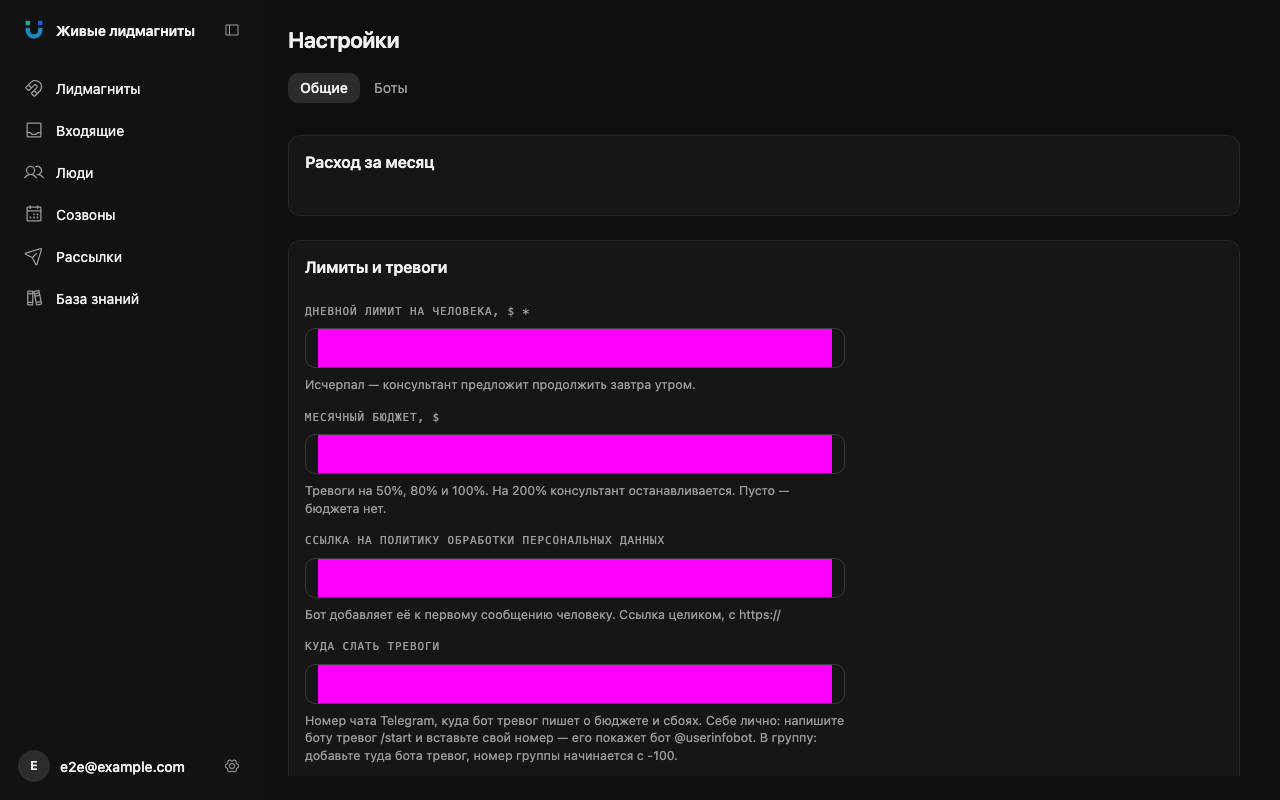 Живые лидмагниты
Лидмагниты
Входящие
Люди
Созвоны
Рассылки
База знаний
E
e2e@example.com
Настройки
Общие
Боты
Расход за месяц
Лимиты и тревоги
ДНЕВНОЙ ЛИМИТ НА ЧЕЛОВЕКА, $ *
Исчерпал — консультант предложит продолжить завтра утром.
МЕСЯЧНЫЙ БЮДЖЕТ, $
Тревоги на 50%, 80% и 100%. На 200% консультант останавливается. Пусто —
бюджета нет.
ССЫЛКА НА ПОЛИТИКУ ОБРАБОТКИ ПЕРСОНАЛЬНЫХ ДАННЫХ
Бот добавляет её к первому сообщению человеку. Ссылка целиком, с https://
КУДА СЛАТЬ ТРЕВОГИ
Номер чата Telegram, куда бот тревог пишет о бюджете и сбоях. Себе лично: напишите
боту тревог /start и вставьте свой номер — его покажет бот @userinfobot. В группу:
добавьте туда бота тревог, номер группы начинается с -100.